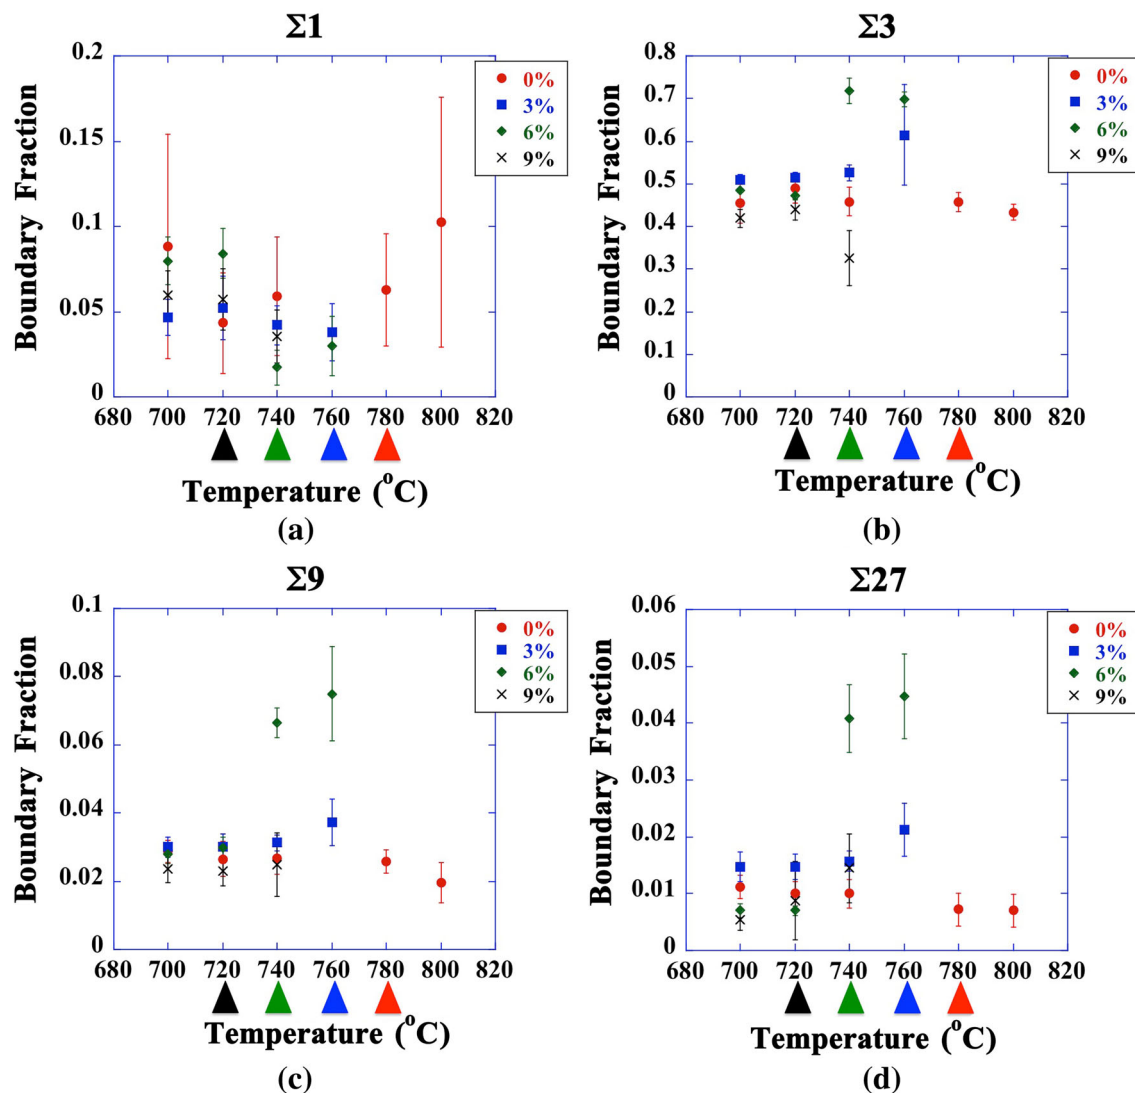 Σ1
Boundary Fraction
0.2
0.15
0.1
0.05
0
680 700 720 740 760 780 800 820
0%
3%
6%
9%
Temperature (°C)
(a)
Σ3
Boundary Fraction
0.8
0.7
0.6
0.5
0.4
0.3
0.2
0.1
0
680 700 720 740 760 780 800 820
0%
3%
6%
9%
Temperature (°C)
(b)
Σ9
Boundary Fraction
0.1
0.08
0.06
0.04
0.02
0
680 700 720 740 760 780 800 820
0%
3%
6%
9%
Temperature (°C)
(c)
Σ27
Boundary Fraction
0.06
0.05
0.04
0.03
0.02
0.01
0
680 700 720 740 760 780 800 820
0%
3%
6%
9%
Temperature (°C)
(d)